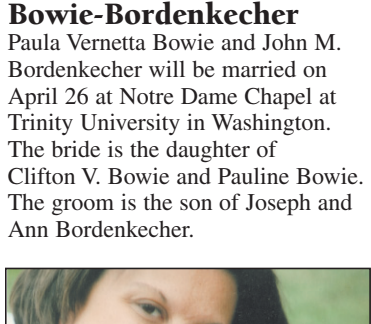 Bowie-Bordenkecher
Paula Vernetta Bowie and John M.
Bordenkecher will be married on
April 26 at Notre Dame Chapel at
Trinity University in Washington.
The bride is the daughter of
Clifton V. Bowie and Pauline Bowie.
The groom is the son of Joseph and
Ann Bordenkecher.